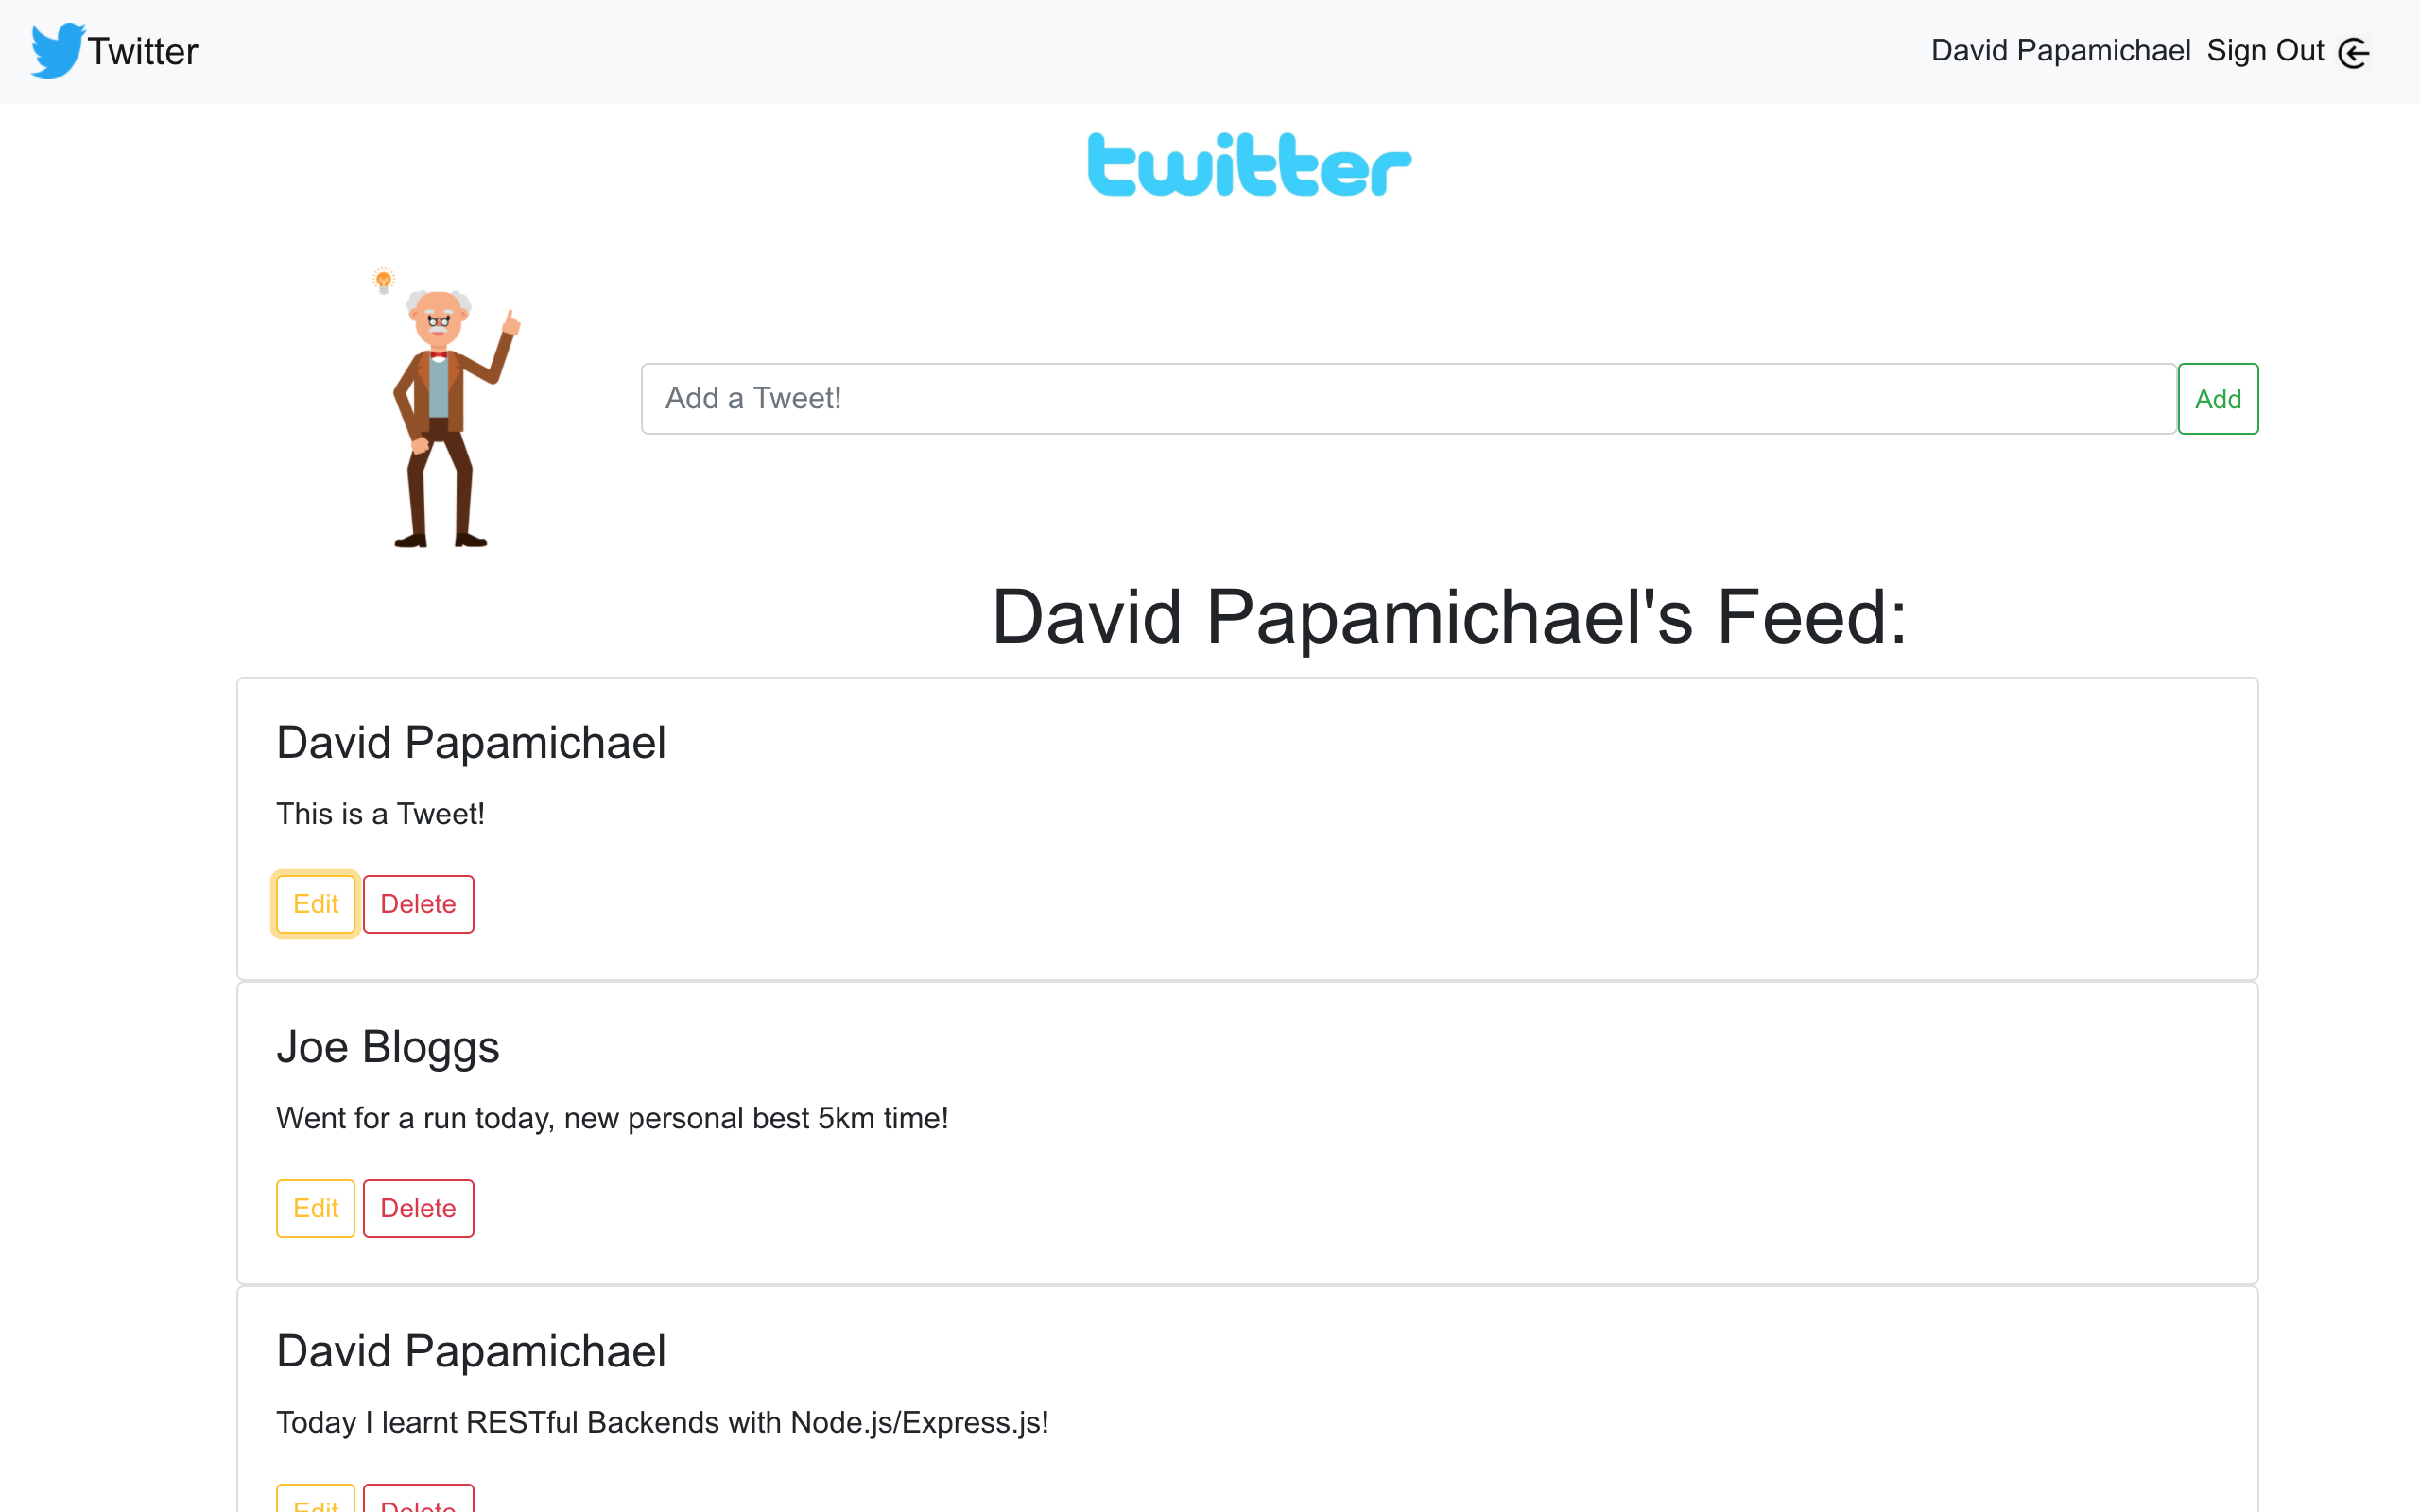 Twitter
David Papamichael Sign Out
twitter
Add a Tweet!
Add
David Papamichael's Feed:
David Papamichael
This is a Tweet!
Edit Delete
Joe Bloggs
Went for a run today, new personal best 5km time!
Edit Delete
David Papamichael
Today I learnt RESTful Backends with Node.js/Express.js!
Edit Delete